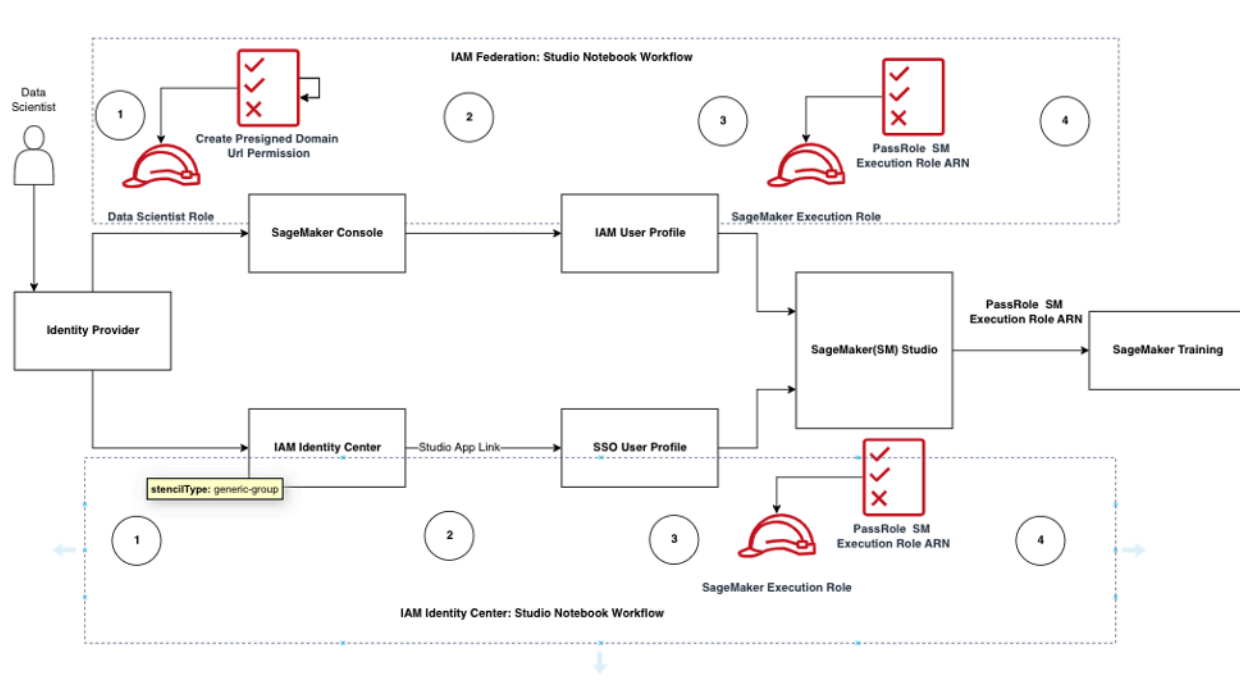 IAM Federation: Studio Notebook Workflow
Data
Scientist
1
2
3
4
Create Presigned Domain
Url Permission
PassRole SM
Execution Role ARN
Data Scientist Role
SageMaker Execution Role
SageMaker Console
IAM User Profile
Identity Provider
SageMaker(SM) Studio
PassRole SM
Execution Role ARN
SageMaker Training
IAM Identity Center
Studio App Link
SSO User Profile
stencilType: generic-group
1
2
3
4
PassRole SM
Execution Role ARN
SageMaker Execution Role
IAM Identity Center: Studio Notebook Workflow